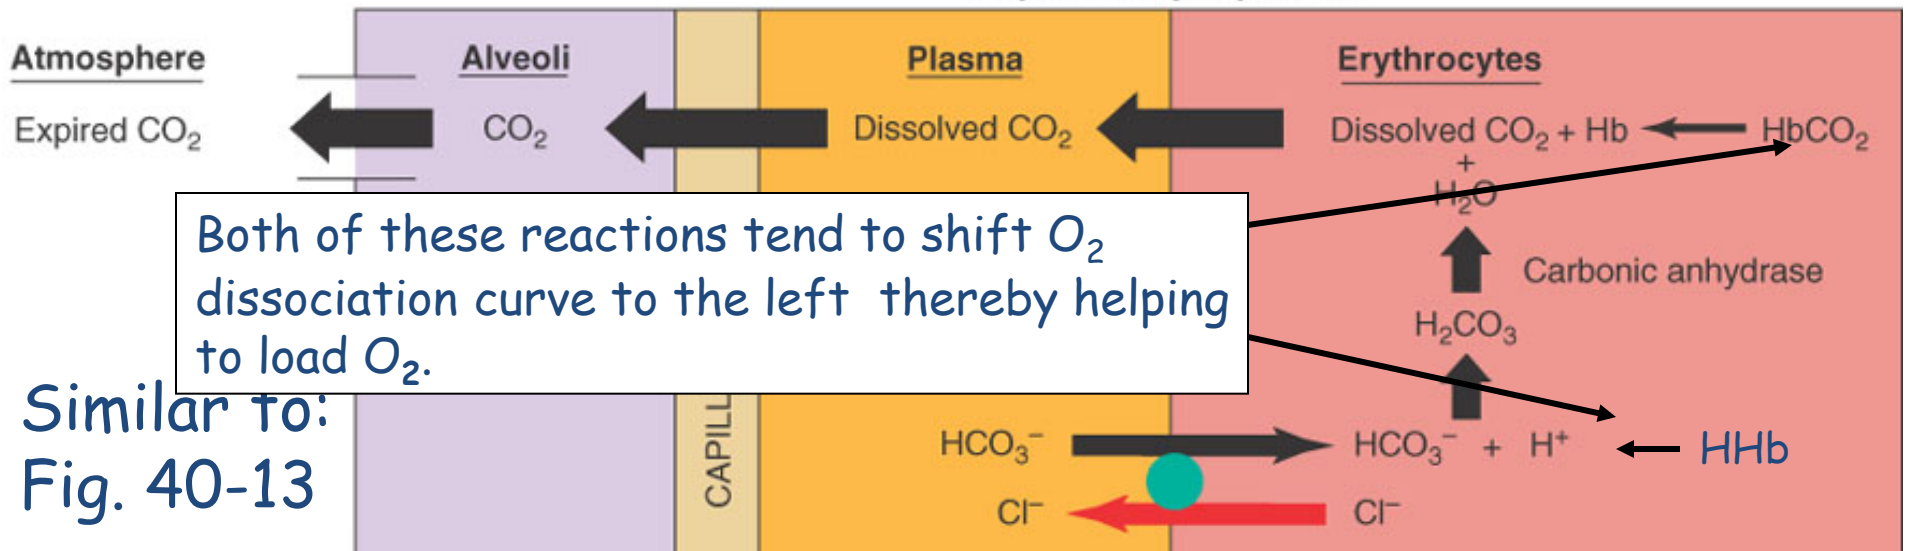 Atmosphere Alveoli Plasma Erythrocytes
Expired CO₂ CO₂ Dissolved CO₂ Dissolved CO₂ + Hb HbCO₂
+
H₂O
Both of these reactions tend to shift O₂
dissociation curve to the left thereby helping
to load O₂.
Carbonic anhydrase
H₂CO₃
Similar to:
Fig. 40-13
HCO₃⁻ HCO₃⁻ + H⁺ HHb
Cl⁻ Cl⁻